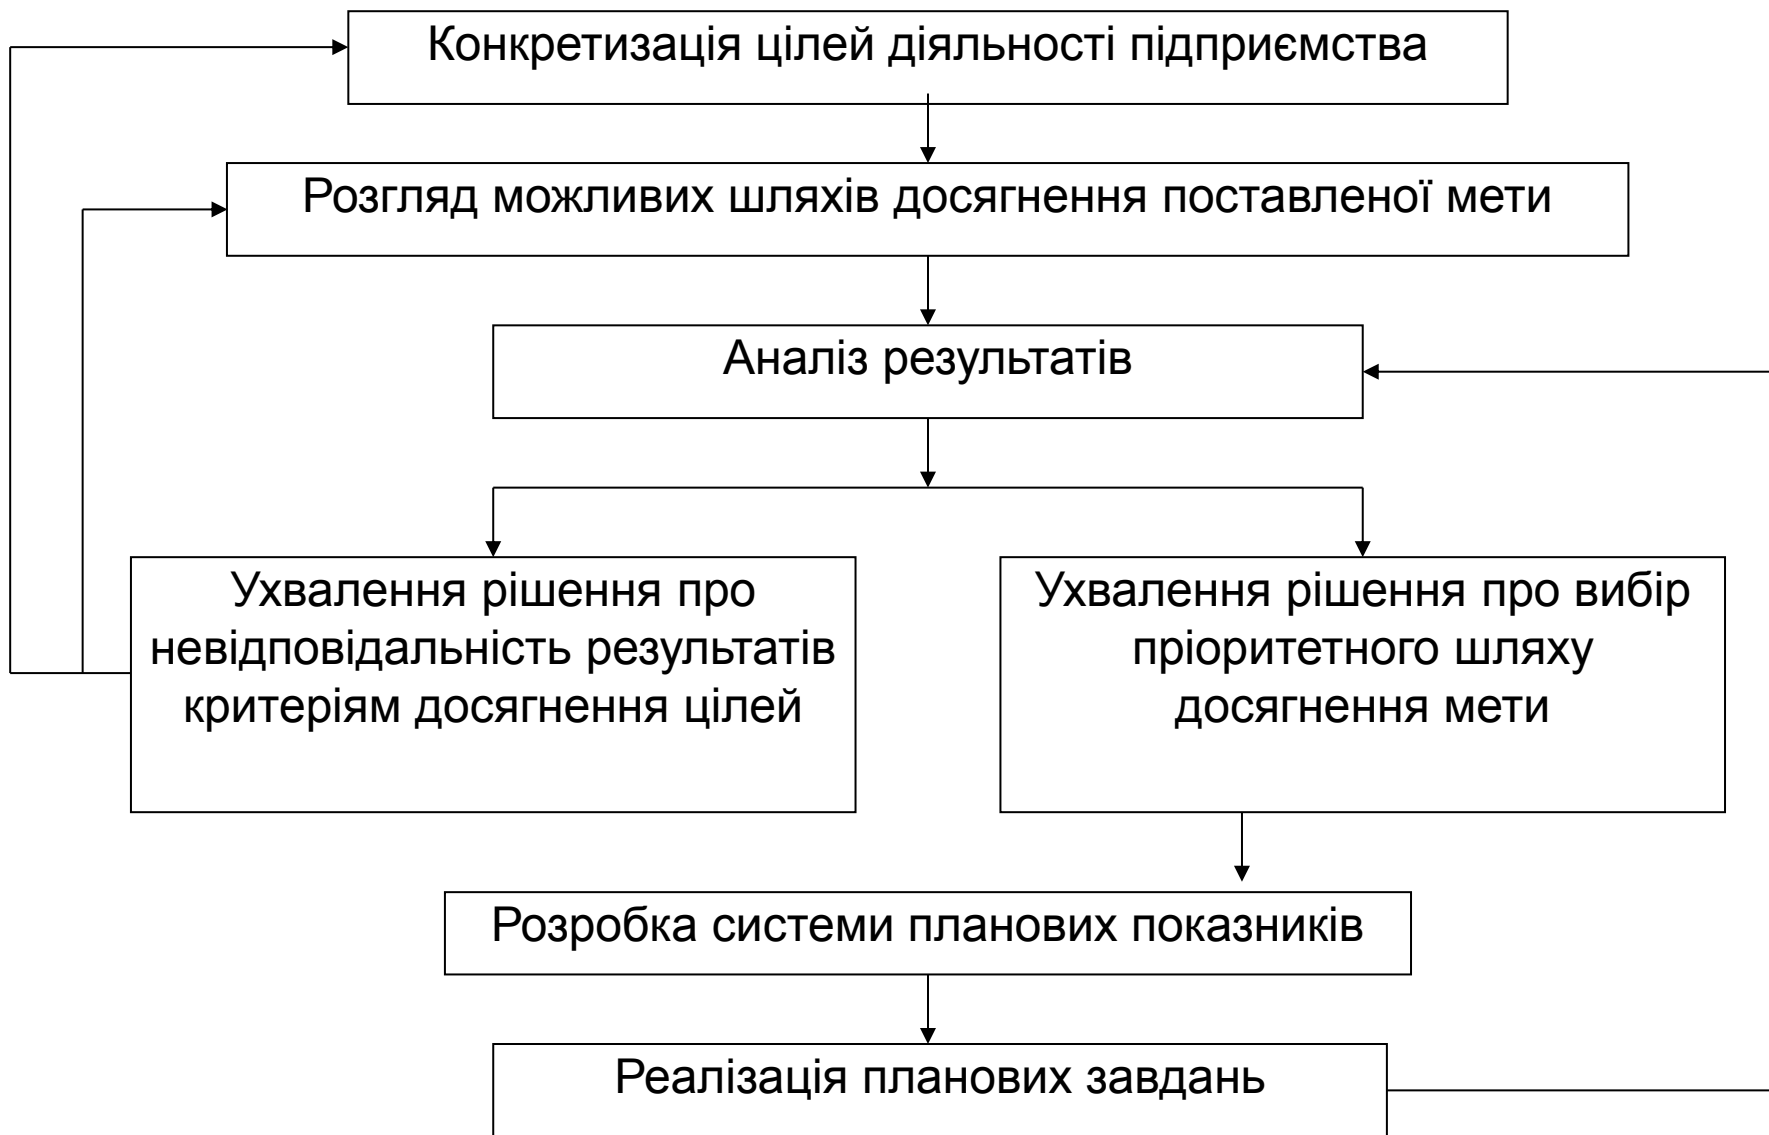 Конкретизація цілей діяльності підприємства
Розгляд можливих шляхів досягнення поставленої мети
Аналіз результатів
Ухвалення рішення про
невідповідальність результатів
критеріям досягнення цілей
Ухвалення рішення про вибір
пріоритетного шляху
досягнення мети
Розробка системи планових показників
Реалізація планових завдань